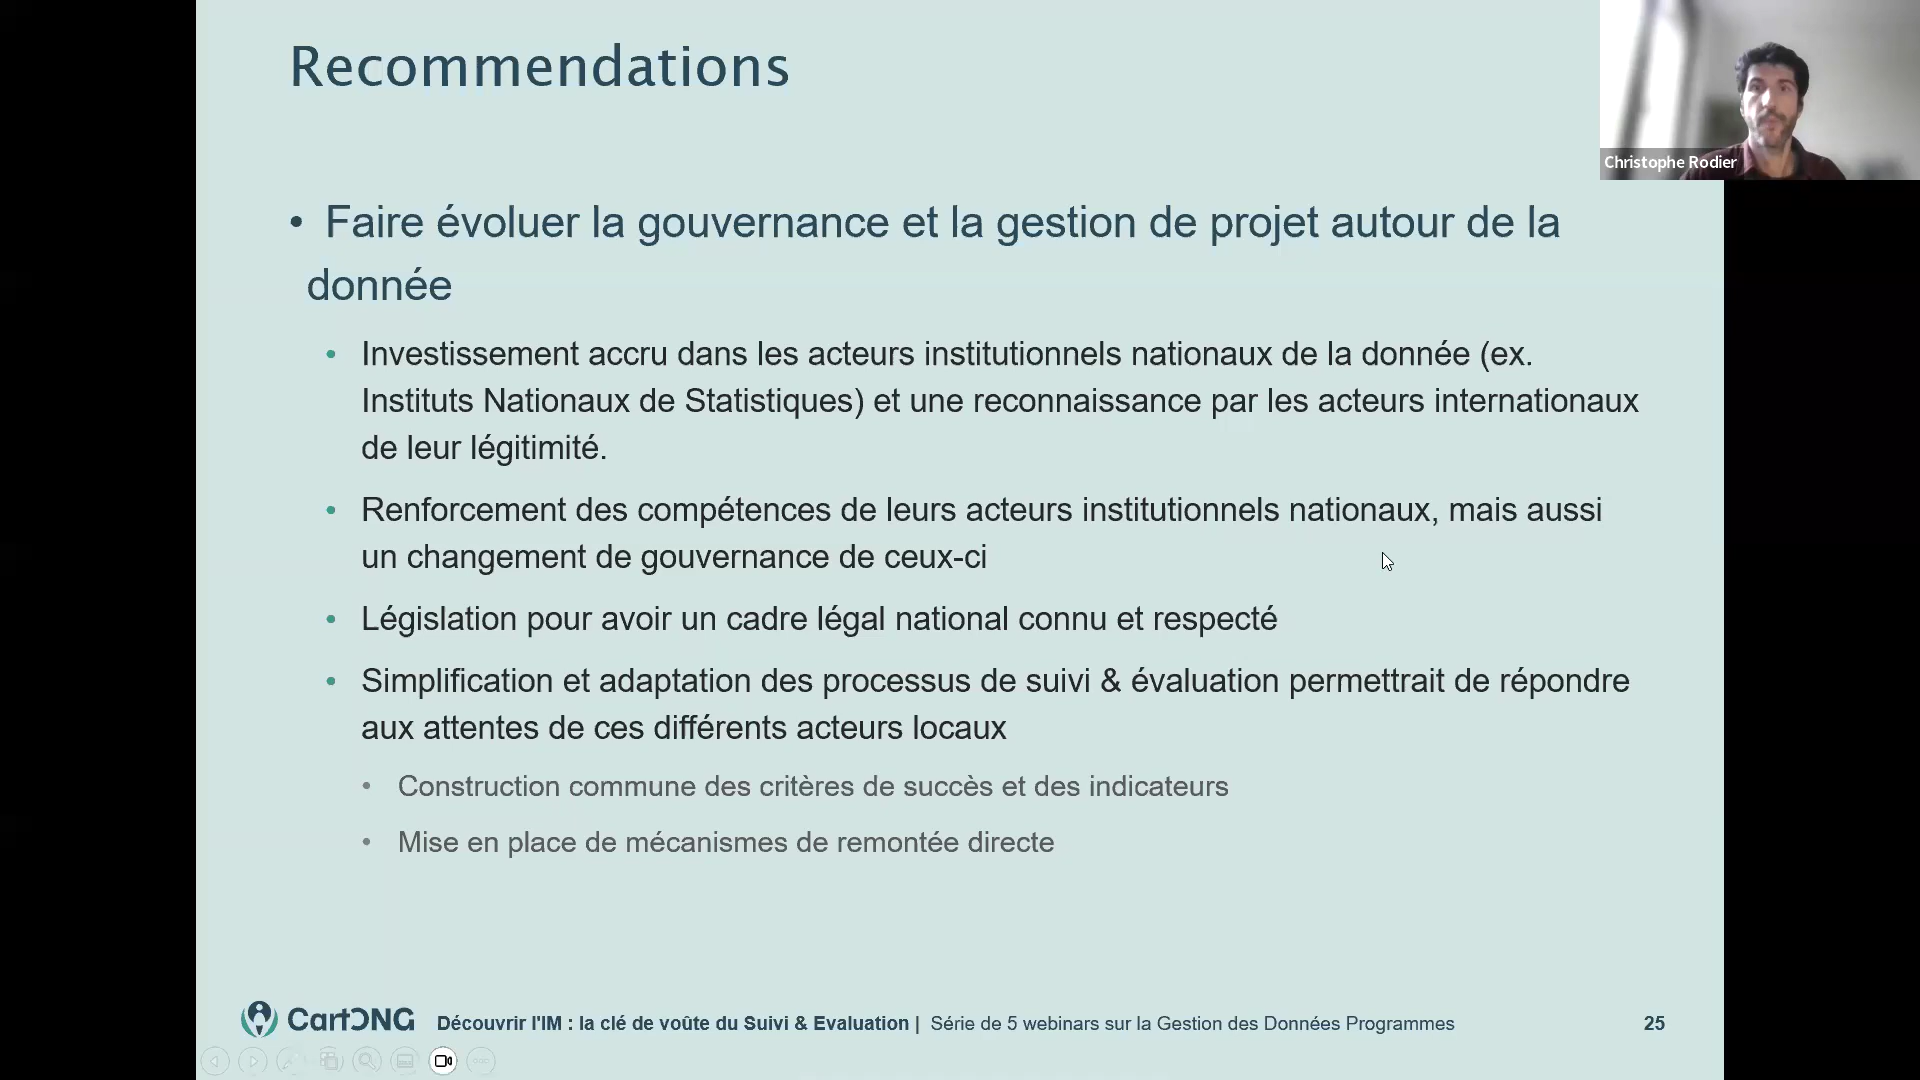 Recommendations
Christophe Rodier
• Faire évoluer la gouvernance et la gestion de projet autour de la
donnée
• Investissement accru dans les acteurs institutionnels nationaux de la donnée (ex.
Instituts Nationaux de Statistiques) et une reconnaissance par les acteurs internationaux
de leur légitimité.
• Renforcement des compétences de leurs acteurs institutionnels nationaux, mais aussi
un changement de gouvernance de ceux-ci
• Législation pour avoir un cadre légal national connu et respecté
• Simplification et adaptation des processus de suivi & évaluation permettrait de répondre
aux attentes de ces différents acteurs locaux
• Construction commune des critères de succès et des indicateurs
• Mise en place de mécanismes de remontée directe
CartONG Découvrir l'IM : la clé de voûte du Suivi & Evaluation | Série de 5 webinars sur la Gestion des Données Programmes 25